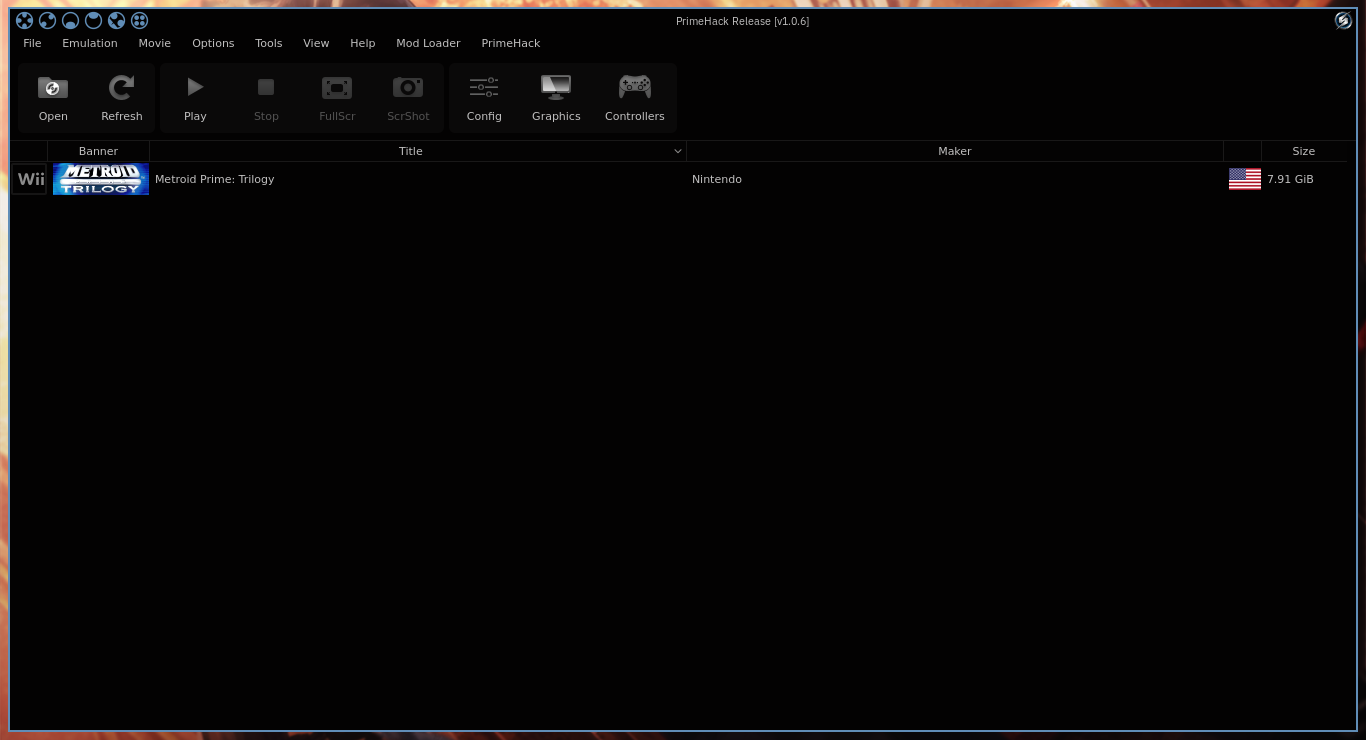 PrimeHack Release [v1.0.6]
File Emulation Movie Options Tools View Help Mod Loader PrimeHack
Open Refresh Play Stop FullScr ScrShot Config Graphics Controllers
Banner Title Maker Size
Wii METROID TRILOGY Metroid Prime: Trilogy Nintendo 7.91 GiB